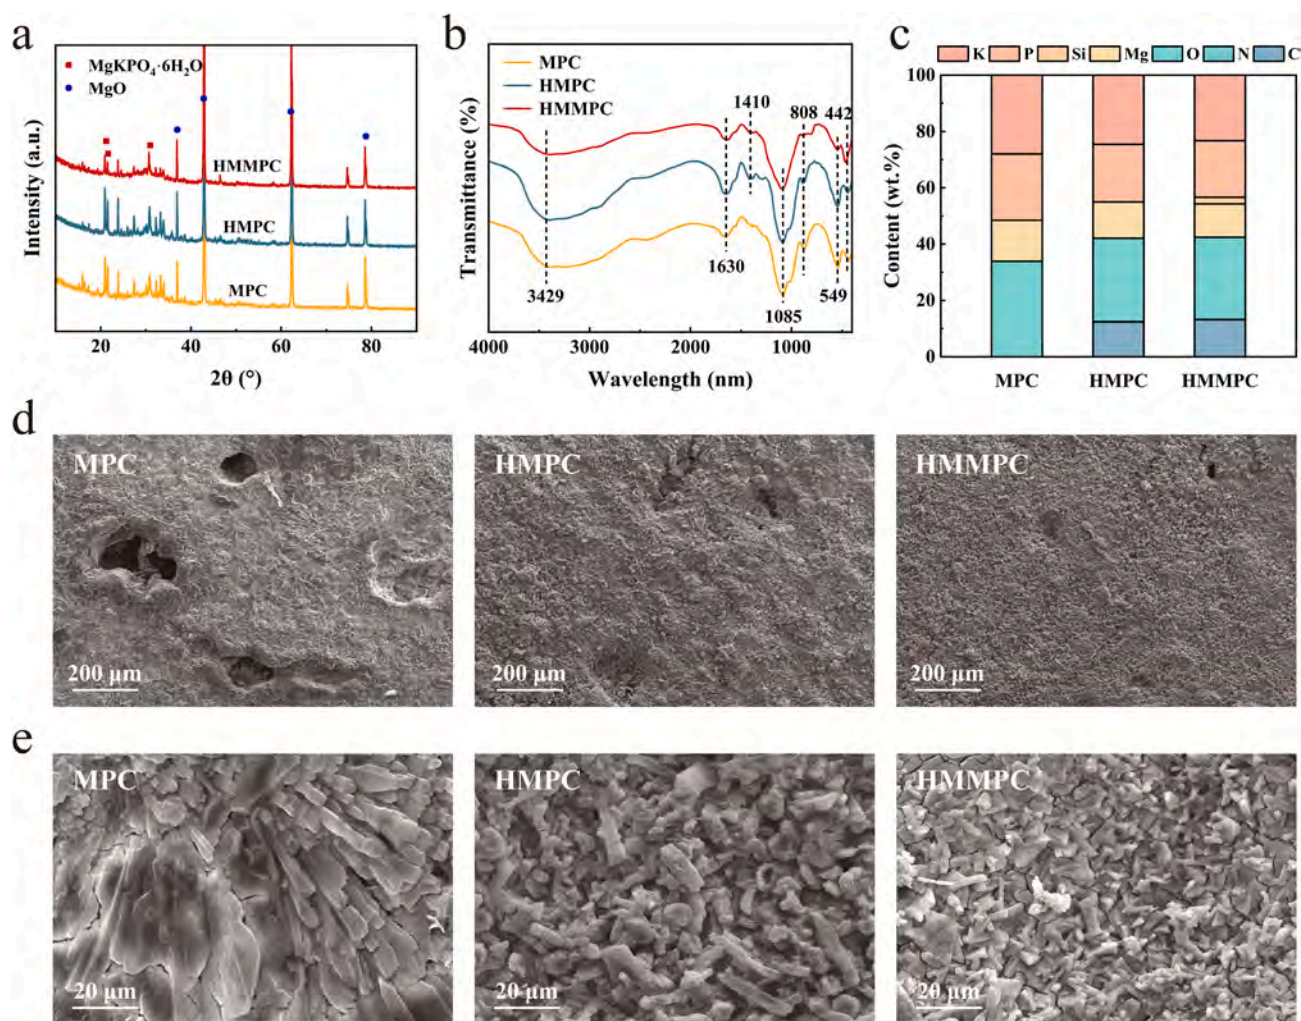 a
MgKPO4·6H2O
MgO
HMMPC
HMPC
MPC
Intensity (a.u.)
20
40
60
80
2θ (°)
b
MPC
HMPC
HMMPC
1410
808
442
3429
1630
1085
549
Transmittance (%)
4000
3000
2000
1000
Wavelength (nm)
c
K P Si Mg O N C
100
80
60
40
20
0
Content (wt.%)
MPC HMPC HMMPC
d
MPC
200 μm
HMPC
200 μm
HMMPC
200 μm
e
MPC
20 μm
HMPC
20 μm
HMMPC
20 μm